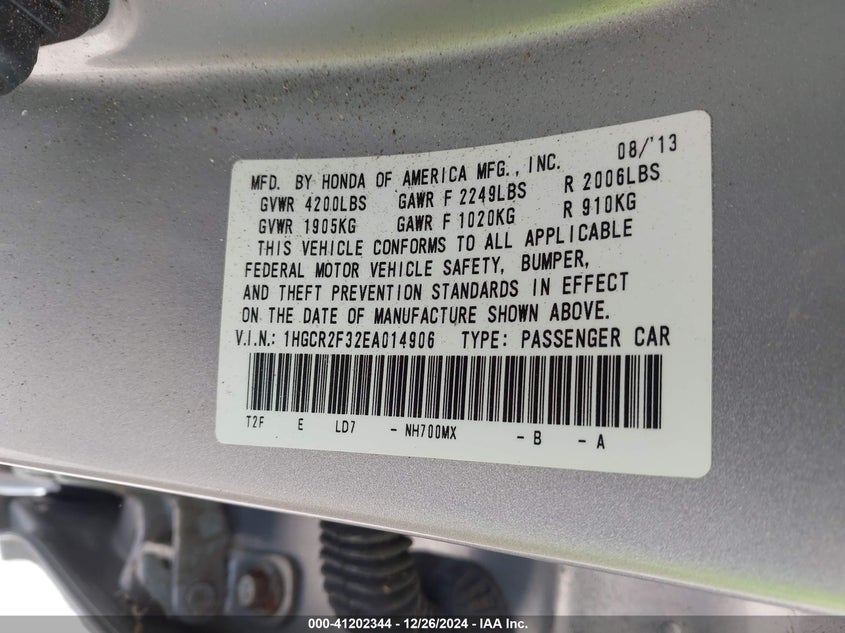 08/'13
MFD. BY HONDA OF AMERICA MFG., INC.
GVWR 4200LBS GAWR F 2249LBS R 2006LBS
GVWR 1905KG GAWR F 1020KG R 910KG
THIS VEHICLE CONFORMS TO ALL APPLICABLE
FEDERAL MOTOR VEHICLE SAFETY, BUMPER,
AND THEFT PREVENTION STANDARDS IN EFFECT
ON THE DATE OF MANUFACTURE SHOWN ABOVE.
V.I.N.: 1HGCR2F32EA014906 TYPE: PASSENGER CAR
T2F E LD7 - NH700MX - B - A
000-41202344 - 12/26/2024 - IAA Inc.